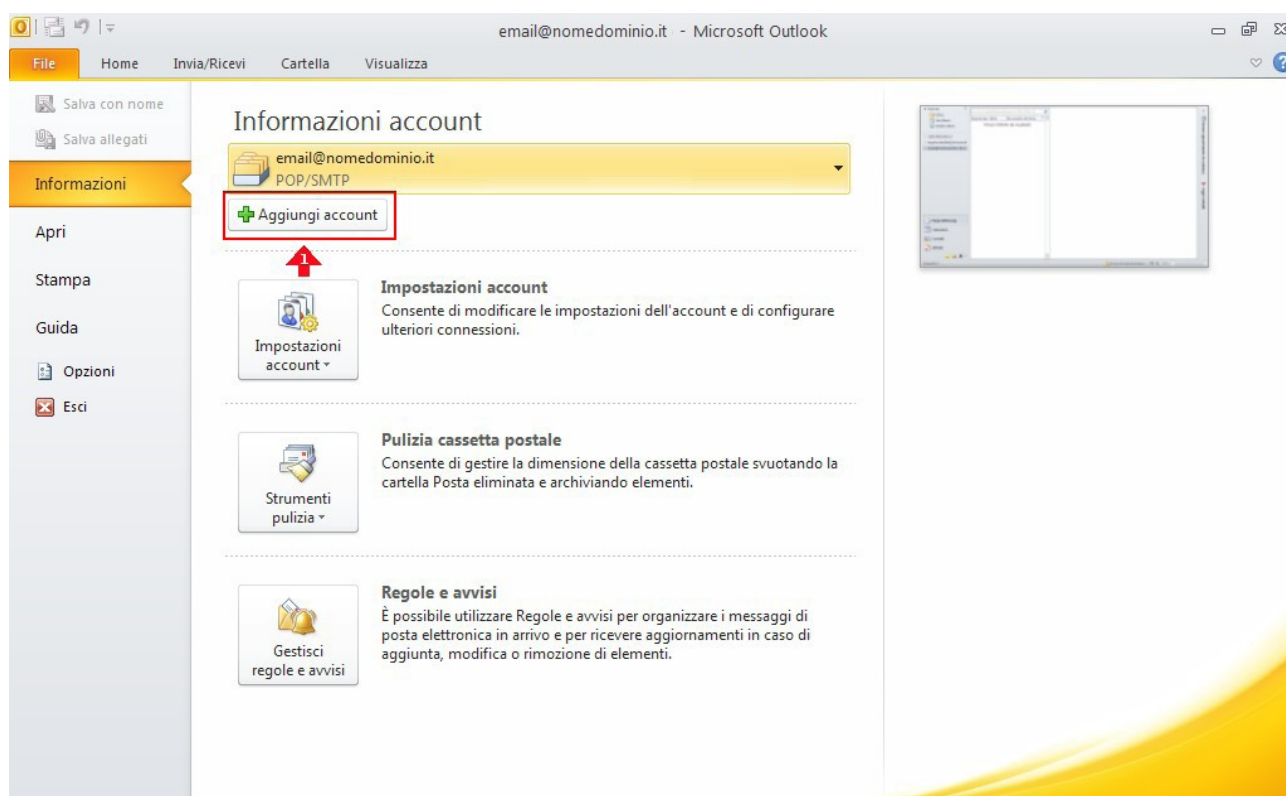 email@nomedominio.it - Microsoft Outlook
File Home Invia/Ricevi Cartella Visualizza
Salva con nome
Salva allegati
Informazioni
Apri
Stampa
Guida
Opzioni
Esci
Informazioni account
email@nomedominio.it
POP/SMTP
Aggiungi account
1
Impostazioni
account
Impostazioni account
Consente di modificare le impostazioni dell'account e di configurare
ulteriori connessioni.
Strumenti
pulizia
Pulizia cassetta postale
Consente di gestire la dimensione della cassetta postale svuotando la
cartella Posta eliminata e archiviando elementi.
Gestisci
regole e avvisi
Regole e avvisi
È possibile utilizzare Regole e avvisi per organizzare i messaggi di
posta elettronica in arrivo e per ricevere aggiornamenti in caso di
aggiunta, modifica o rimozione di elementi.